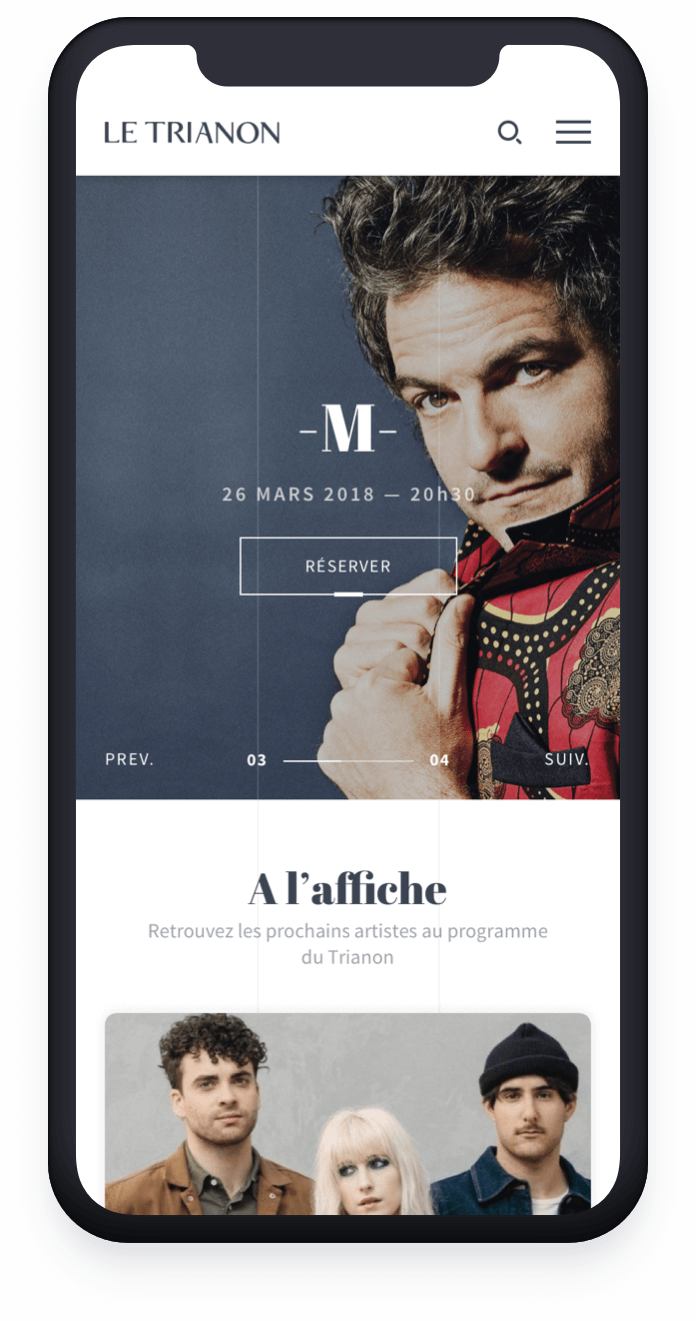 LE TRIANON
-M-
26 MARS 2018 — 20h30
RÉSERVER
PREV.
03
04
SUIV.
A l’affiche
Retrouvez les prochains artistes au programme
du Trianon